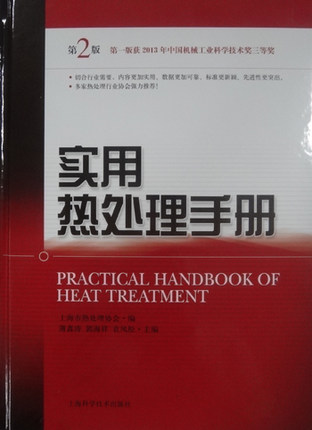 第2版 第一版获2013年中国机械工业科学技术奖三等奖
· 结合行业需要，内容更加实用，数据更加可靠，标准更新颖，先进性更突出。
· 多家热处理行业协会强力推荐！
实用
热处理手册
PRACTICAL HANDBOOK OF
HEAT TREATMENT
上海市热处理协会·编
主编
上海科学技术出版社